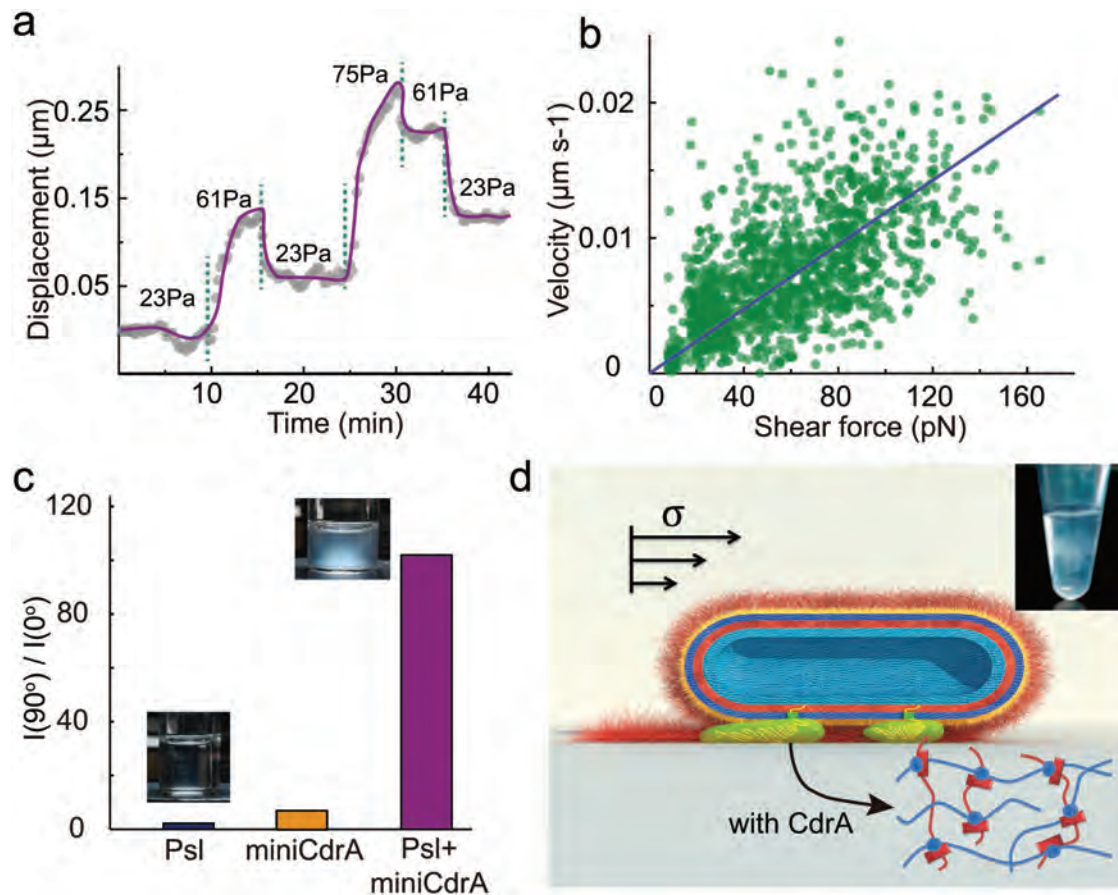 a
Displacement (µm)
0.25
0.15
0.05
23Pa
61Pa
23Pa
75Pa
61Pa
23Pa
0
10
20
30
40
Time (min)
b
Velocity (µm s-1)
0.02
0.01
0
0
40
80
120
160
Shear force (pN)
c
I(90°) / I(0°)
120
80
40
0
Psl
miniCdrA
Psl+
miniCdrA
d
σ
with CdrA